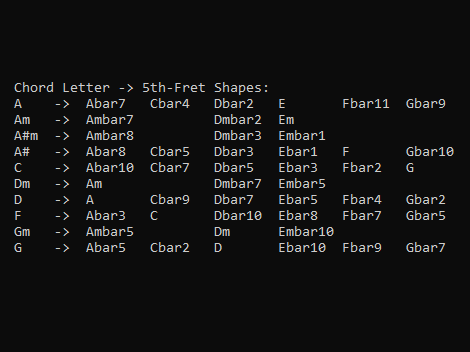 Chord Letter -> 5th-Fret Shapes:
A    ->  Abar7   Cbar4   Dbar2   E       Fbar11  Gbar9
Am   ->  Ambar7          Dmbar2  Em
A#m  ->  Ambar8          Dmbar3  Embar1
A#   ->  Abar8   Cbar5   Dbar3   Ebar1   F       Gbar10
C    ->  Abar10  Cbar7   Dbar5   Ebar3   Fbar2   G
Dm   ->  Am              Dmbar7  Embar5
D    ->  A       Cbar9   Dbar7   Ebar5   Fbar4   Gbar2
F    ->  Abar3   C       Dbar10  Ebar8   Fbar7   Gbar5
Gm   ->  Ambar5          Dm      Embar10
G    ->  Abar5   Cbar2   D       Ebar10  Fbar9   Gbar7